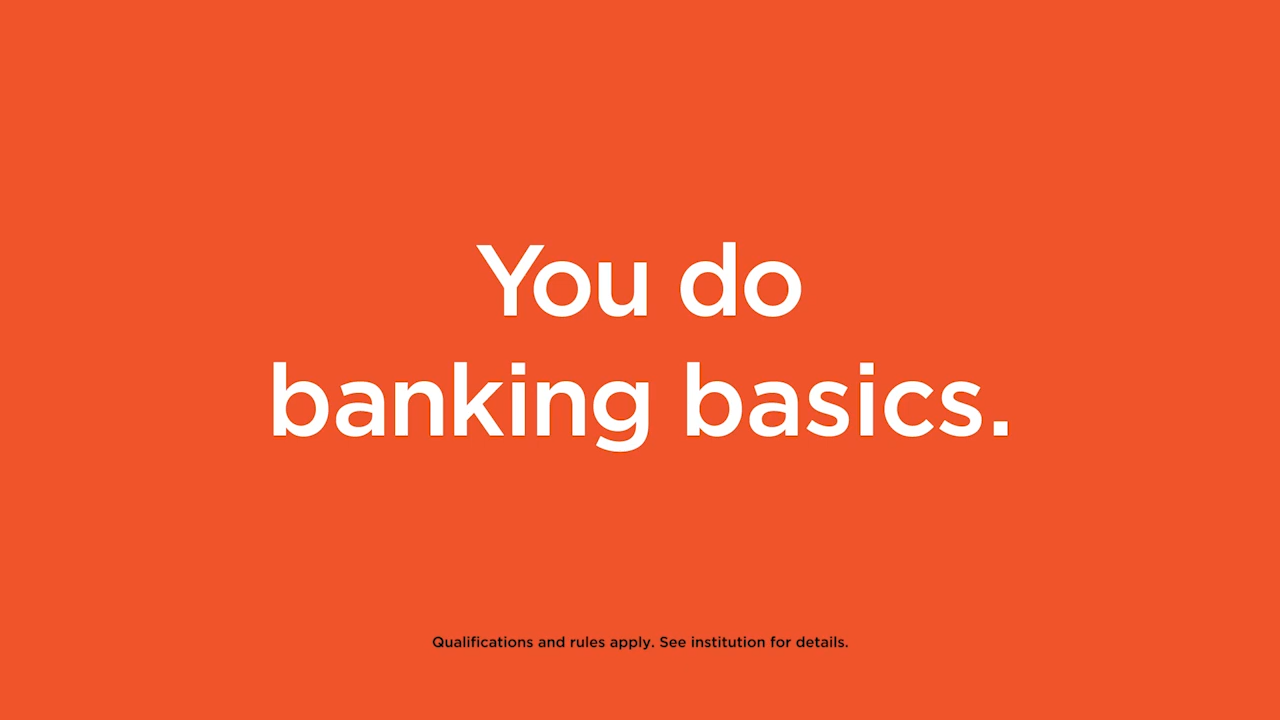 You do
banking basics.
Qualifications and rules apply. See institution for details.